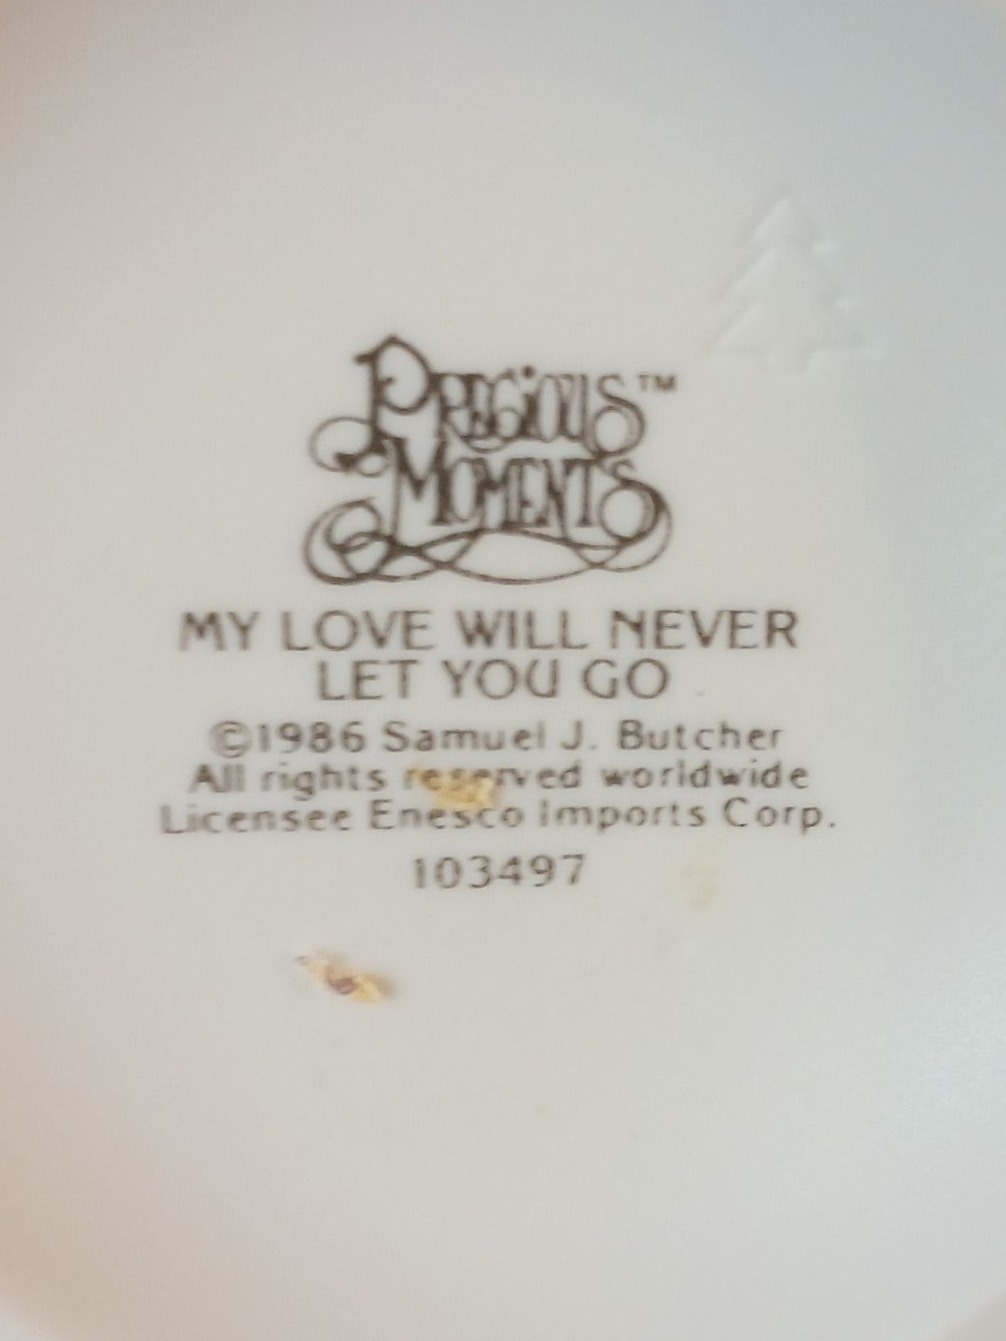 PRECIOUS™
MOMENTS
MY LOVE WILL NEVER
LET YOU GO
©1986 Samuel J. Butcher
All rights reserved worldwide
Licensee Enesco Imports Corp.
103497